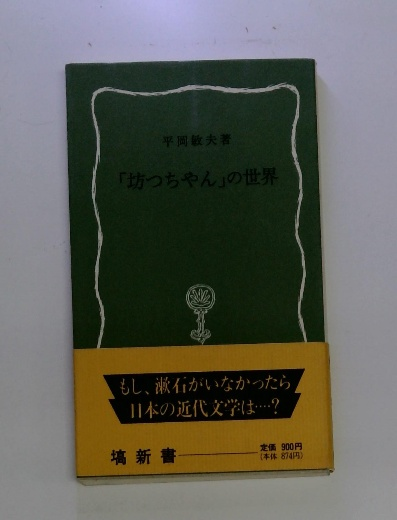 平岡敏夫著
「坊つちやん」の世界
もし、漱石がいなかったら
日本の近代文学は…?
塙新書
定価 900円
(本体 874円)